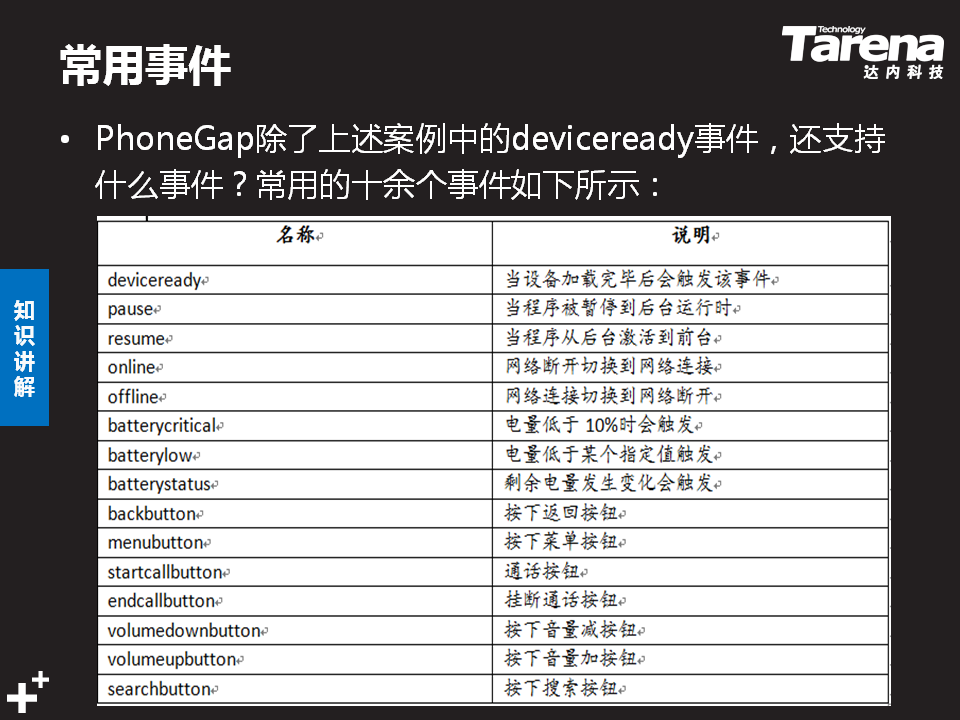 常用事件
Technology
Tarena
达内科技
• PhoneGap除了上述案例中的deviceready事件，还支持
什么事件？常用的十余个事件如下所示：
知识讲解
名称 说明
deviceready 当设备加载完毕后会触发该事件
pause 当程序被暂停到后台运行时
resume 当程序从后台激活到前台
online 网络断开切换到网络连接
offline 网络连接切换到网络断开
batterycritical 电量低于 10%时会触发
batterylow 电量低于某个指定值触发
batterystatus 剩余电量发生变化会触发
backbutton 按下返回按钮
menubutton 按下菜单按钮
startcallbutton 通话按钮
endcallbutton 挂断通话按钮
volumedownbutton 按下音量减按钮
volumeupbutton 按下音量加按钮
searchbutton 按下搜索按钮